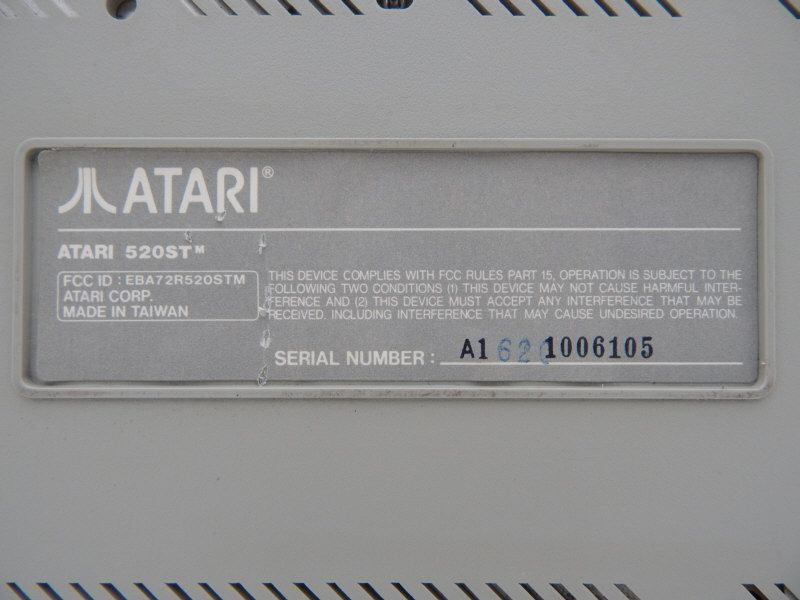 ATARI®
ATARI 520STM
FCC ID : EBA72R520STM
ATARI CORP.
MADE IN TAIWAN
THIS DEVICE COMPLIES WITH FCC RULES PART 15, OPERATION IS SUBJECT TO THE
FOLLOWING TWO CONDITIONS (1) THIS DEVICE MAY NOT CAUSE HARMFUL INTER-
FERENCE AND (2) THIS DEVICE MUST ACCEPT ANY INTERFERENCE THAT MAY BE
RECEIVED, INCLUDING INTERFERENCE THAT MAY CAUSE UNDESIRED OPERATION.
SERIAL NUMBER : A1 620 1006105